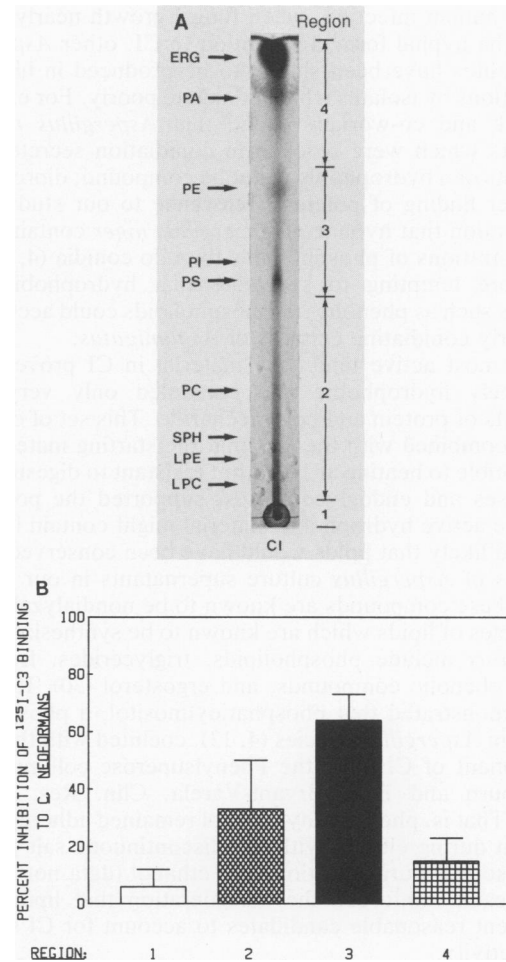 A
Region
ERG
PA
4
PE
3
PI
PS
PC
2
SPH
LPE
LPC
1
CI
B
PERCENT INHIBITION OF ¹²⁵I-C3 BINDING
TO C. NEOFORMANS
100
80
60
40
20
0
REGION: 1 2 3 4